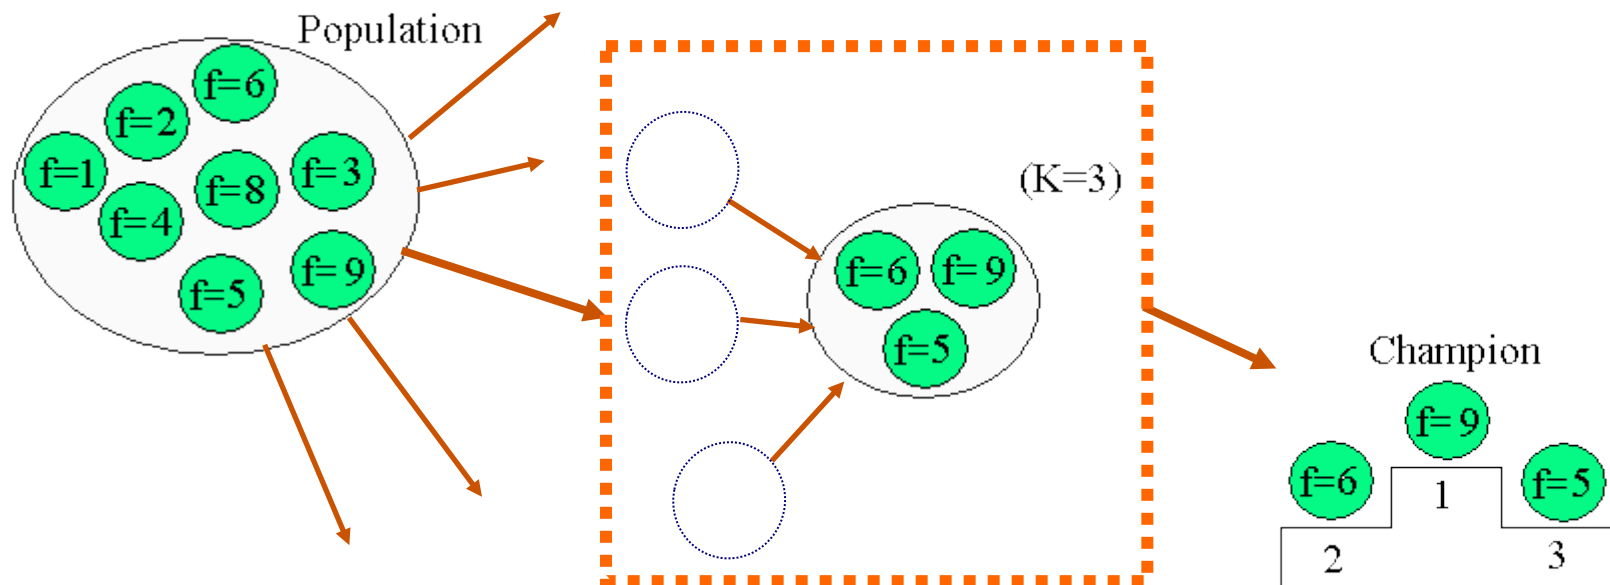 Population
f=6
f=2
f=1
f=8
f=3
f=4
f=9
f=5
(K=3)
f=6
f=9
f=5
Champion
f=9
f=6
f=5
1
2
3